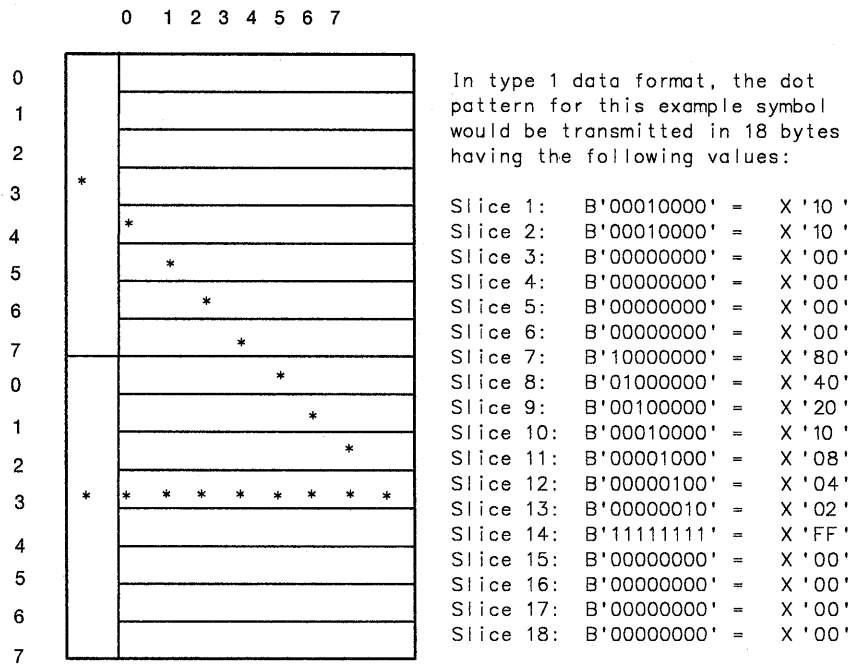 0 1 2 3 4 5 6 7
0
1
2
3
4
5
6
7
0
1
2
3
4
5
6
7
*
*
*
*
*
*
*
*
* * * * * * * * *
In type 1 data format, the dot
pattern for this example symbol
would be transmitted in 18 bytes
having the following values:
Slice 1: B'00010000' = X '10 '
Slice 2: B'00010000' = X '10 '
Slice 3: B'00000000' = X '00'
Slice 4: B'00000000' = X '00'
Slice 5: B'00000000' = X '00'
Slice 6: B'00000000' = X '00'
Slice 7: B'10000000' = X '80'
Slice 8: B'01000000' = X '40'
Slice 9: B'00100000' = X '20'
Slice 10: B'00010000' = X '10 '
Slice 11: B'00001000' = X '08'
Slice 12: B'00000100' = X '04'
Slice 13: B'00000010' = X '02'
Slice 14: B'11111111' = X 'FF'
Slice 15: B'00000000' = X '00'
Slice 16: B'00000000' = X '00'
Slice 17: B'00000000' = X '00'
Slice 18: B'00000000' = X '00'